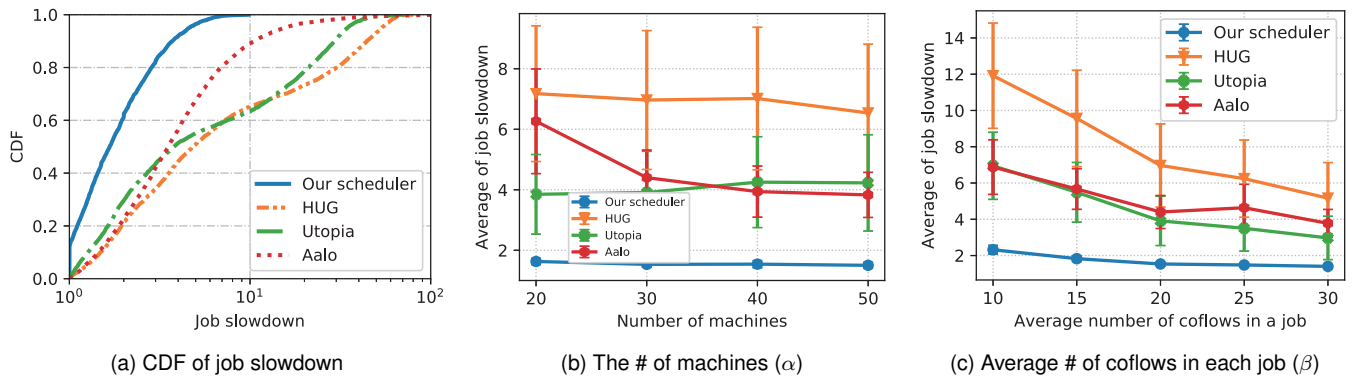 1.0
0.8
0.6
0.4
0.2
0.0
CDF
10^0
10^1
10^2
Job slowdown
Our scheduler
HUG
Utopia
Aalo
(a) CDF of job slowdown
8
6
4
2
Average of job slowdown
20
30
40
50
Number of machines
Our scheduler
HUG
Utopia
Aalo
(b) The # of machines (α)
14
12
10
8
6
4
2
Average of job slowdown
10
15
20
25
30
Average number of coflows in a job
Our scheduler
HUG
Utopia
Aalo
(c) Average # of coflows in each job (β)